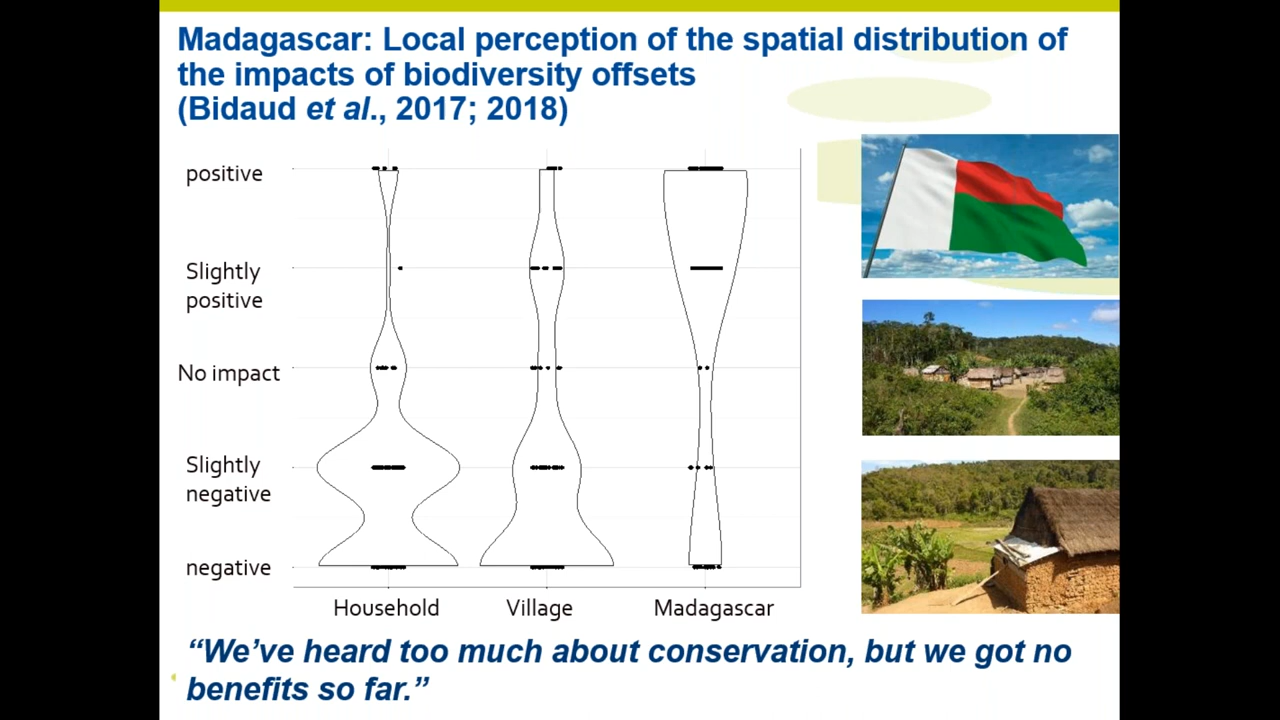 Madagascar: Local perception of the spatial distribution of
the impacts of biodiversity offsets
(Bidaud et al., 2017; 2018)
positive
Slightly
positive
No impact
Slightly
negative
negative
Household Village Madagascar
“We’ve heard too much about conservation, but we got no
benefits so far.”